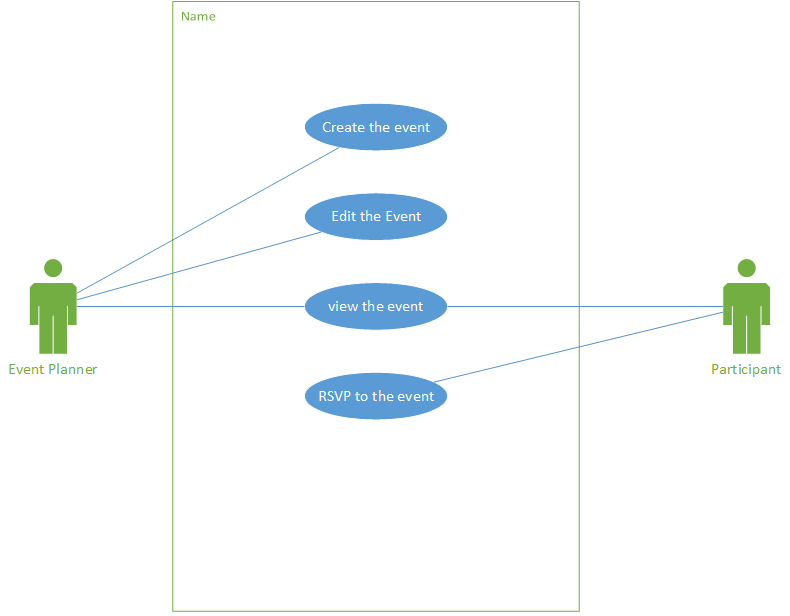 Name
Create the event
Edit the Event
view the event
RSVP to the event
Event Planner
Participant